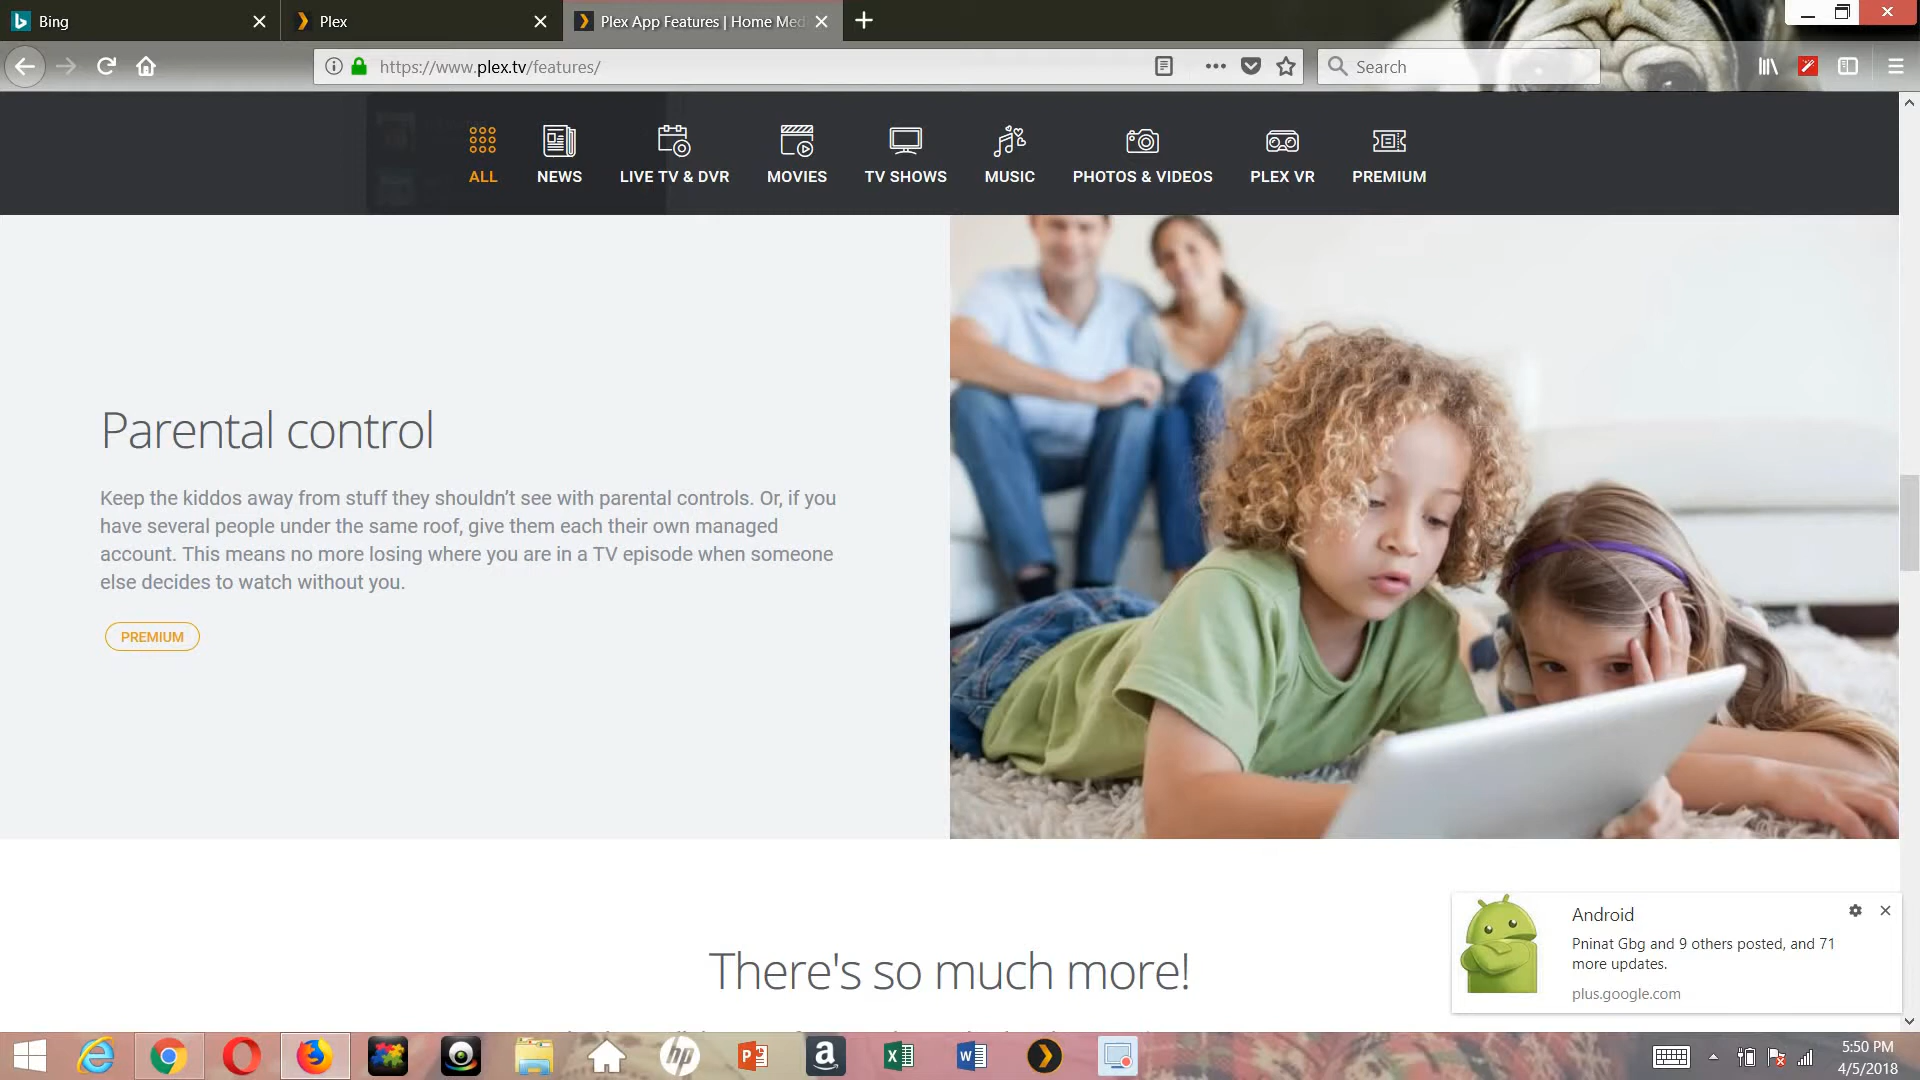 Bing
Plex
Plex App Features | Home Med
https://www.plex.tv/features/
Search
ALL
NEWS
LIVE TV & DVR
MOVIES
TV SHOWS
MUSIC
PHOTOS & VIDEOS
PLEX VR
PREMIUM
Parental control
Keep the kiddos away from stuff they shouldn’t see with parental controls. Or, if you
have several people under the same roof, give them each their own managed
account. This means no more losing where you are in a TV episode when someone
else decides to watch without you.
PREMIUM
There's so much more!
Android
Pninat Gbg and 9 others posted, and 71
more updates.
plus.google.com
5:50 PM
4/5/2018